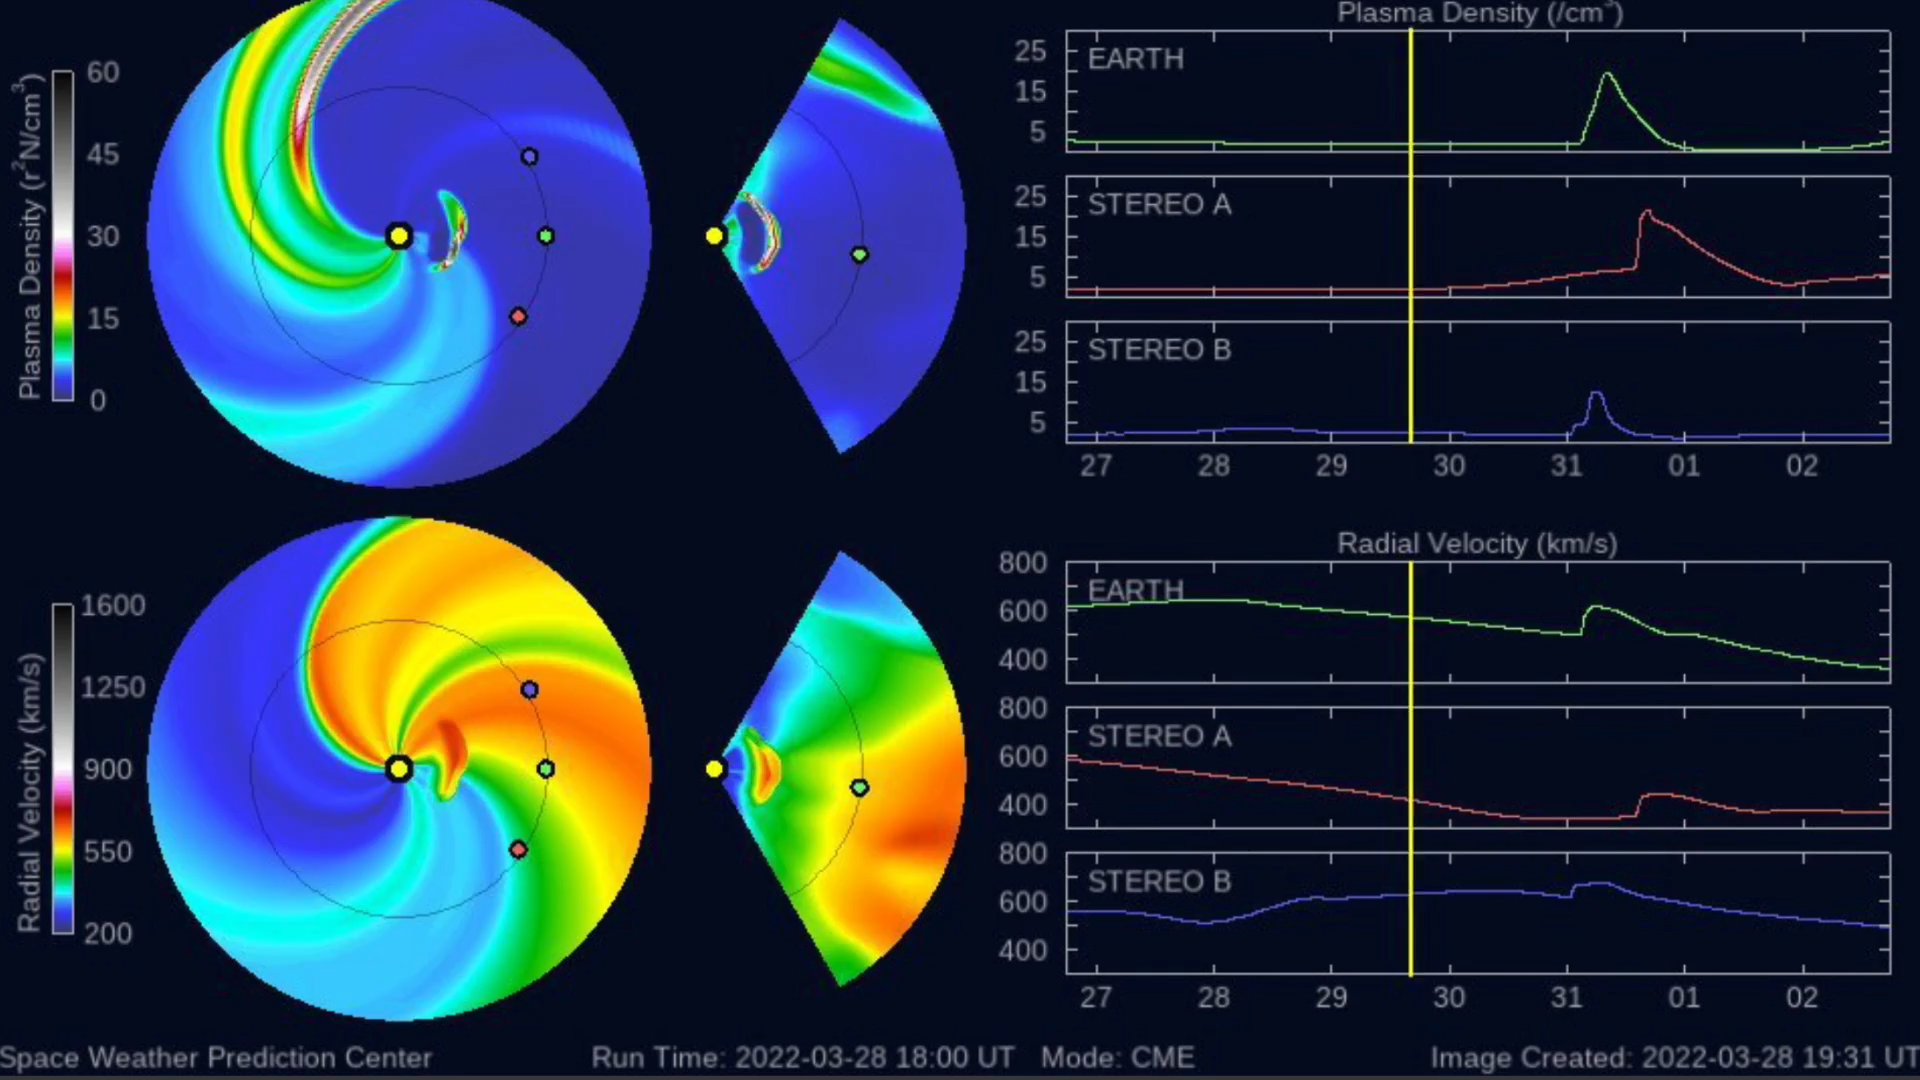 Plasma Density (r²N/cm³)
60
45
30
15
0
Plasma Density (/cm³)
25
15
5
EARTH
25
15
5
STEREO A
25
15
5
STEREO B
27 28 29 30 31 01 02
Radial Velocity (km/s)
1600
1250
900
550
200
Radial Velocity (km/s)
800
600
400
EARTH
800
600
400
STEREO A
800
600
400
STEREO B
27 28 29 30 31 01 02
Space Weather Prediction Center Run Time: 2022-03-28 18:00 UT Mode: CME Image Created: 2022-03-28 19:31 UT